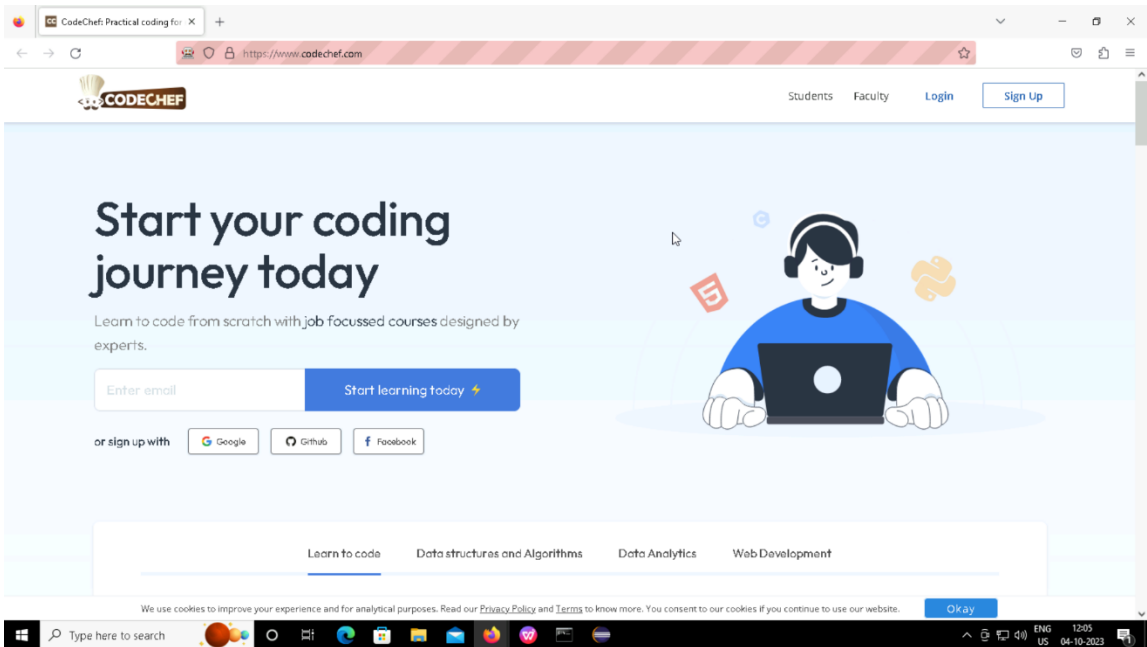 CC CodeChef: Practical coding for
https://www.codechef.com
CODECHEF
Students Faculty Login Sign Up
Start your coding
journey today
Learn to code from scratch with job focussed courses designed by
experts.
Enter email Start learning today
or sign up with Google Github Facebook
Learn to code Data structures and Algorithms Data Analytics Web Development
We use cookies to improve your experience and for analytical purposes. Read our Privacy Policy and Terms to know more. You consent to our cookies if you continue to use our website. Okay
Type here to search
ENG 12:05
US 04-10-2023